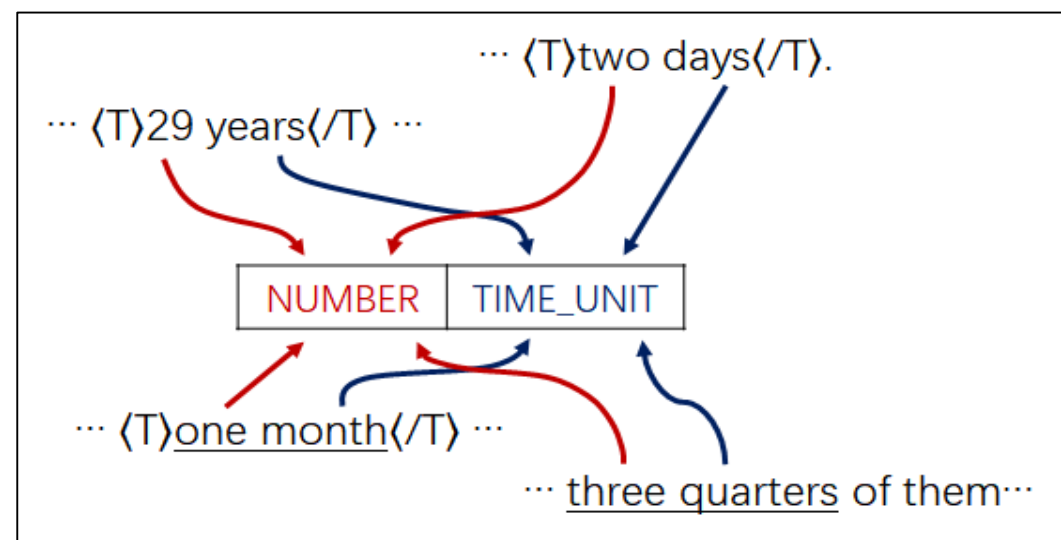 … ⟨T⟩two days⟨/T⟩.
… ⟨T⟩29 years⟨/T⟩ …
NUMBER TIME_UNIT
… ⟨T⟩one month⟨/T⟩ …
… three quarters of them…